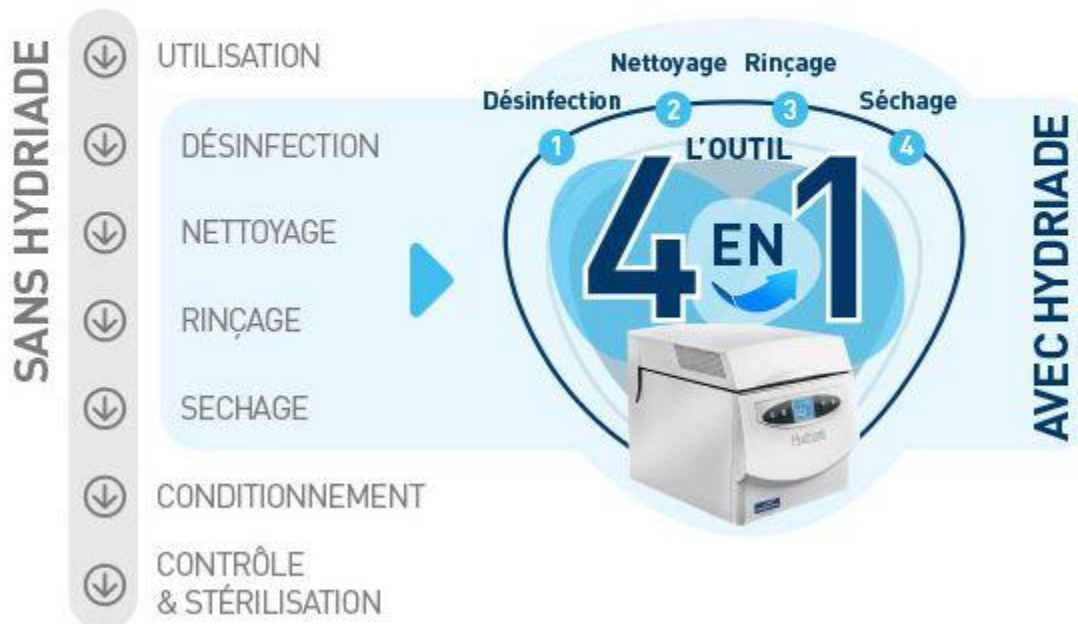 SANS HYDRIADE
UTILISATION
DÉSINFECTION
NETTOYAGE
RINÇAGE
SECHAGE
CONDITIONNEMENT
CONTRÔLE
& STÉRILISATION
Désinfection
Nettoyage
Rinçage
Séchage
1
2
3
4
L'OUTIL
4 EN 1
AVEC HYDRIADE